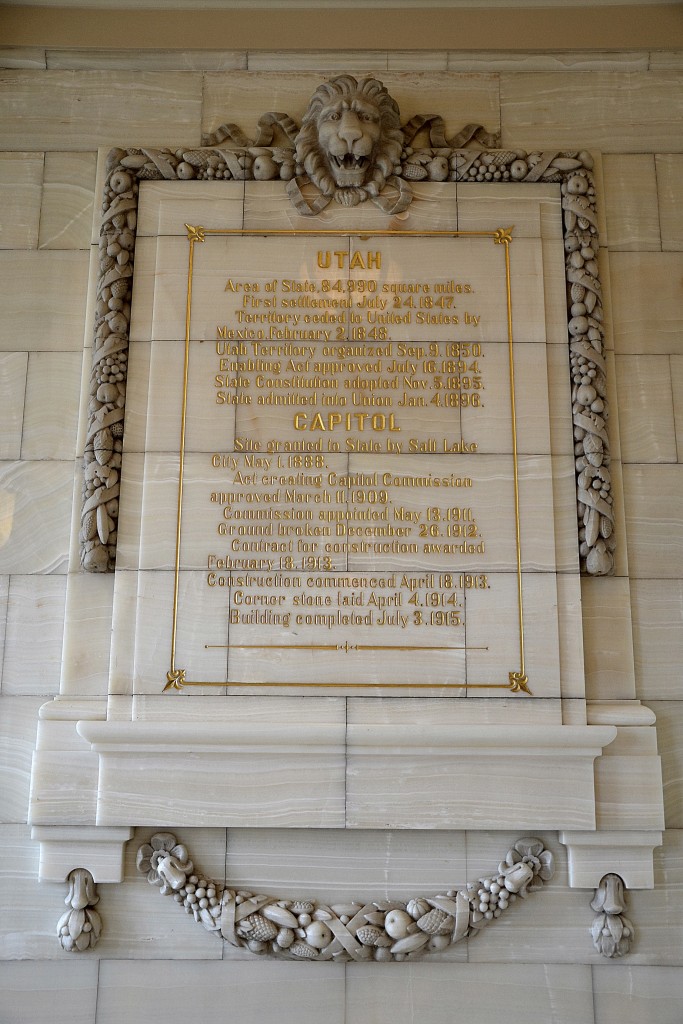 UTAH
Area of State, 84,990 square miles.
First settlement July 24, 1847.
Territory ceded to United States by
Mexico, February 2, 1848.
Utah Territory organized Sep. 9, 1850.
Enabling Act approved July 16, 1894.
State Constitution adopted Nov. 5, 1895.
State admitted into Union Jan. 4, 1896.
CAPITOL
Site granted to State by Salt Lake
City May 1, 1888.
Act creating Capitol Commission
approved March 11, 1909.
Commission appointed May 13, 1911.
Ground broken December 26, 1912.
Contract for construction awarded
February 18, 1913.
Construction commenced April 18, 1913.
Corner stone laid April 4, 1914.
Building completed July 3, 1915.